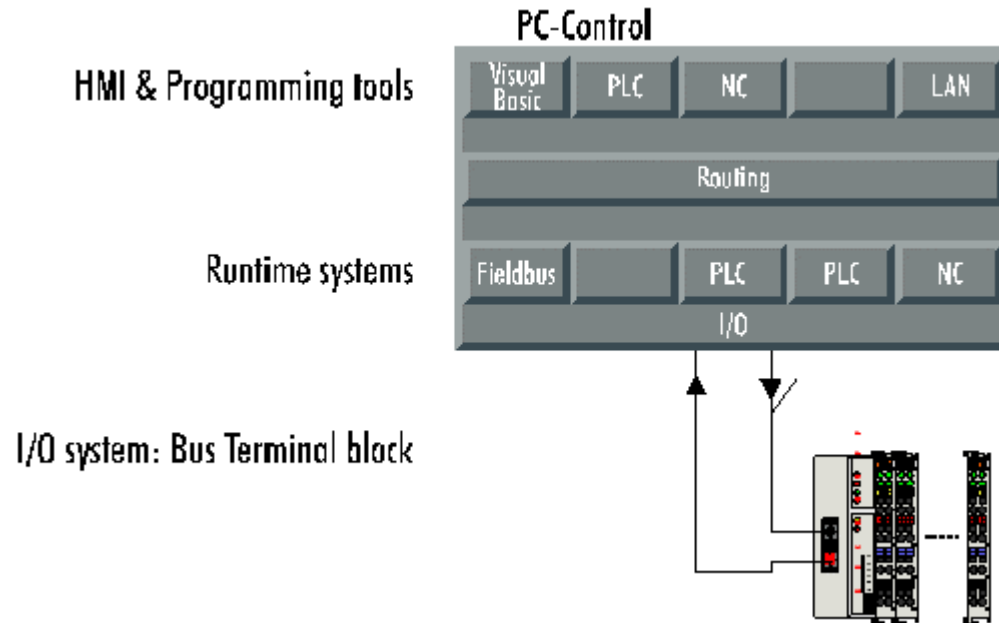 PC-Control
HMI & Programming tools
Visual
Basic
PLC
NC
LAN
Routing
Runtime systems
Fieldbus
PLC
PLC
NC
I/O
I/O system: Bus Terminal block